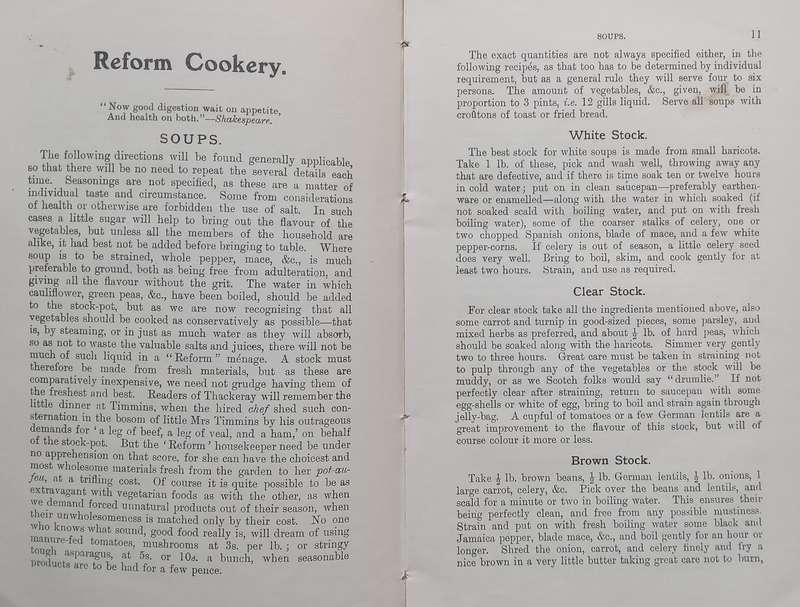 Reform Cookery.
"Now good digestion wait on appetite,
And health on both."—Shakespeare.
SOUPS.
The following directions will be found generally applicable,
so that there will be no need to repeat the several details each
time. Seasonings are not specified, as these are a matter of
individual taste and circumstance. Some from considerations
of health or otherwise are forbidden the use of salt. In such
cases a little sugar will help to bring out the flavour of the
vegetables, but unless all the members of the household are
alike, it had best not be added before bringing to table. Where
soup is to be strained, whole pepper, mace, &c., is much
preferable to ground, both as being free from adulteration, and
giving all the flavour without the grit. The water in which
cauliflower, green peas, &c., have been boiled, should be added
to the stock-pot, but as we are now recognising that all
vegetables should be cooked as conservatively as possible—that
is, by steaming, or in just as much water as they will absorb,
so as not to waste the valuable salts and juices, there will not be
much of such liquid in a "Reform" ménage. A stock must
therefore be made from fresh materials, but as these are
comparatively inexpensive, we need not grudge having them of
the freshest and best. Readers of Thackeray will remember the
little dinner at Timmins, when the hired chef shed such con-
sternation in the bosom of little Mrs Timmins by his outrageous
demands for 'a leg of beef, a leg of veal, and a ham,' on behalf
of the stock-pot. But the 'Reform' housekeeper need be under
no apprehension on that score, for she can have the choicest and
most wholesome materials fresh from the garden to her pot-au-
feu, at a trifling cost. Of course it is quite possible to be as
extravagant with vegetarian foods as with the other, as when
we demand forced unnatural products out of their season, when
their unwholesomeness is matched only by their cost. No one
who knows what sound, good food really is, will dream of using
manure-fed tomatoes, mushrooms at 3s. per lb.; or stringy
tough asparagus, at 5s. or 10s. a bunch, when seasonable
products are to be had for a few pence.
SOUPS. 11
The exact quantities are not always specified either, in the
following recipés, as that too has to be determined by individual
requirement, but as a general rule they will serve four to six
persons. The amount of vegetables, &c., given, will be in
proportion to 3 pints, i.e. 12 gills liquid. Serve all soups with
croûtons of toast or fried bread.
White Stock.
The best stock for white soups is made from small haricots.
Take 1 lb. of these, pick and wash well, throwing away any
that are defective, and if there is time soak ten or twelve hours
in cold water; put on in clean saucepan—preferably earthen-
ware or enamelled—along with the water in which soaked (if
not soaked scald with boiling water, and put on with fresh
boiling water), some of the coarser stalks of celery, one or
two chopped Spanish onions, blade of mace, and a few white
pepper-corns. If celery is out of season, a little celery seed
does very well. Bring to boil, skim, and cook gently for at
least two hours. Strain, and use as required.
Clear Stock.
For clear stock take all the ingredients mentioned above, also
some carrot and turnip in good-sized pieces, some parsley, and
mixed herbs as preferred, and about ½ lb. of hard peas, which
should be soaked along with the haricots. Simmer very gently
two to three hours. Great care must be taken in straining not
to pulp through any of the vegetables or the stock will be
muddy, or as we Scotch folks would say "drumlie." If not
perfectly clear after straining, return to saucepan with some
egg-shells or white of egg, bring to boil and strain again through
jelly-bag. A cupful of tomatoes or a few German lentils are a
great improvement to the flavour of this stock, but will of
course colour it more or less.
Brown Stock.
Take ½ lb. brown beans, ½ lb. German lentils, ½ lb. onions, 1
large carrot, celery, &c. Pick over the beans and lentils, and
scald for a minute or two in boiling water. This ensures their
being perfectly clean, and free from any possible mustiness.
Strain and put on with fresh boiling water some black and
Jamaica pepper, blade mace, &c., and boil gently for an hour or
longer. Shred the onion, carrot, and celery finely and fry a
nice brown in a very little butter taking great care not to burn,